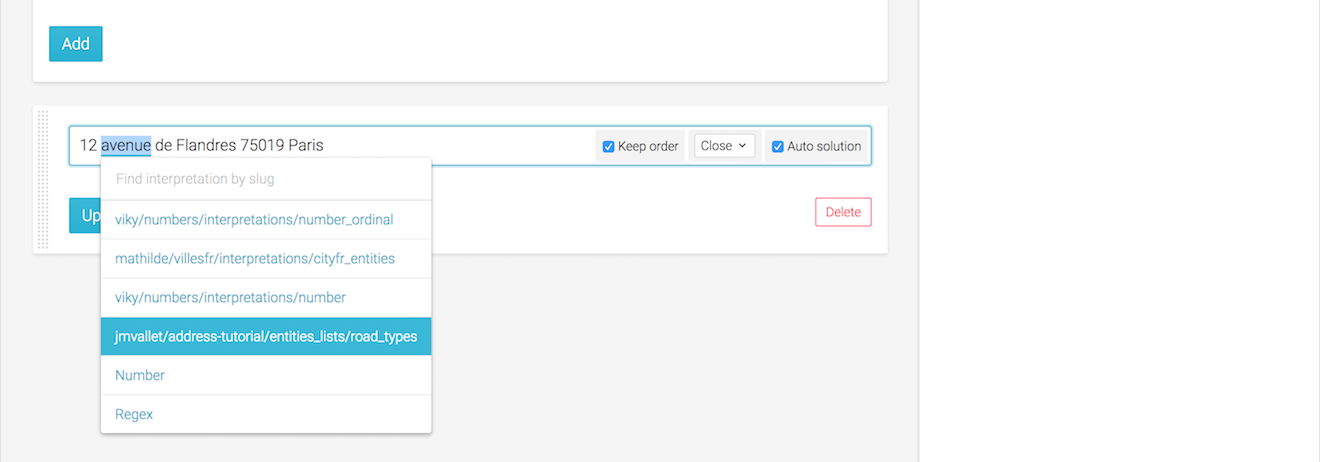 Add
12 avenue de Flandres 75019 Paris
Keep order
Close
Auto solution
Find interpretation by slug
viky/numbers/interpretations/number_ordinal
Up
Delete
mathilde/villesfr/interpretations/cityfr_entities
viky/numbers/interpretations/number
jmvallet/address-tutorial/entities_lists/road_types
Number
Regex